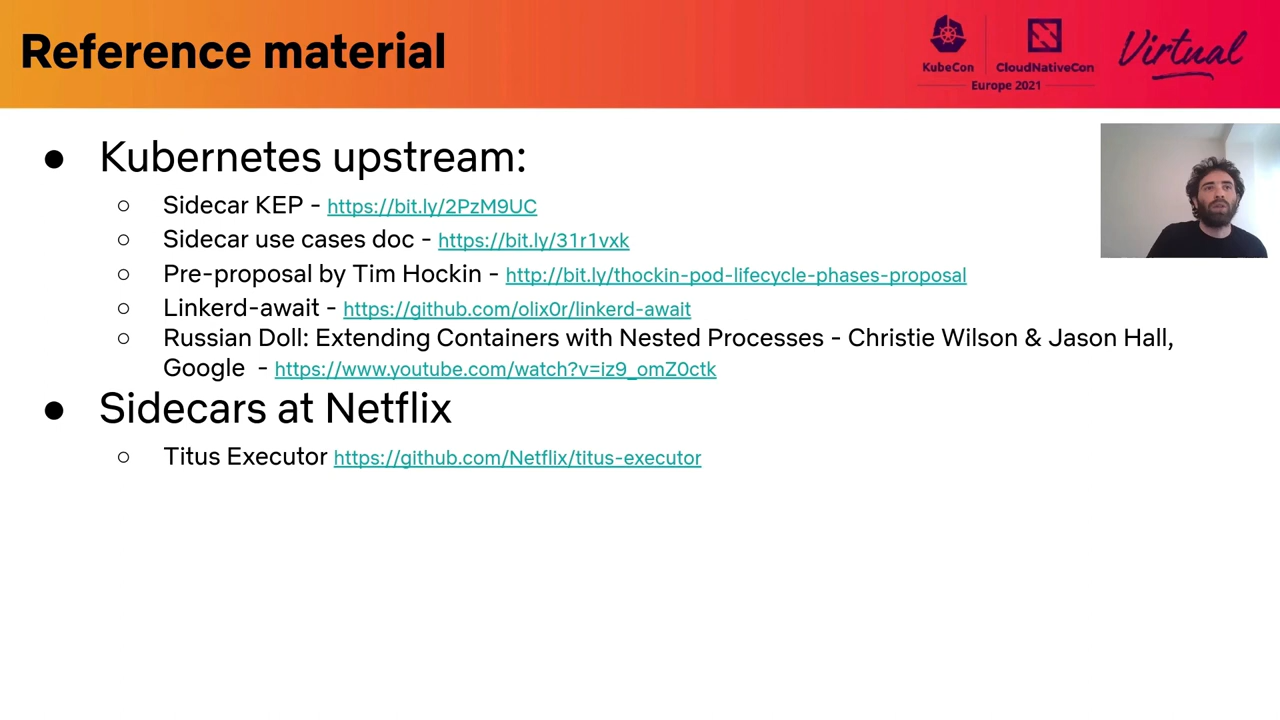 Reference material
KubeCon
CloudNativeCon
Europe 2021
Virtual
● Kubernetes upstream:
○ Sidecar KEP - https://bit.ly/2PzM9UC
○ Sidecar use cases doc - https://bit.ly/31r1vxk
○ Pre-proposal by Tim Hockin - http://bit.ly/thockin-pod-lifecycle-phases-proposal
○ Linkerd-await - https://github.com/olix0r/linkerd-await
○ Russian Doll: Extending Containers with Nested Processes - Christie Wilson & Jason Hall,
Google - https://www.youtube.com/watch?v=iz9_omZ0ctk
● Sidecars at Netflix
○ Titus Executor https://github.com/Netflix/titus-executor